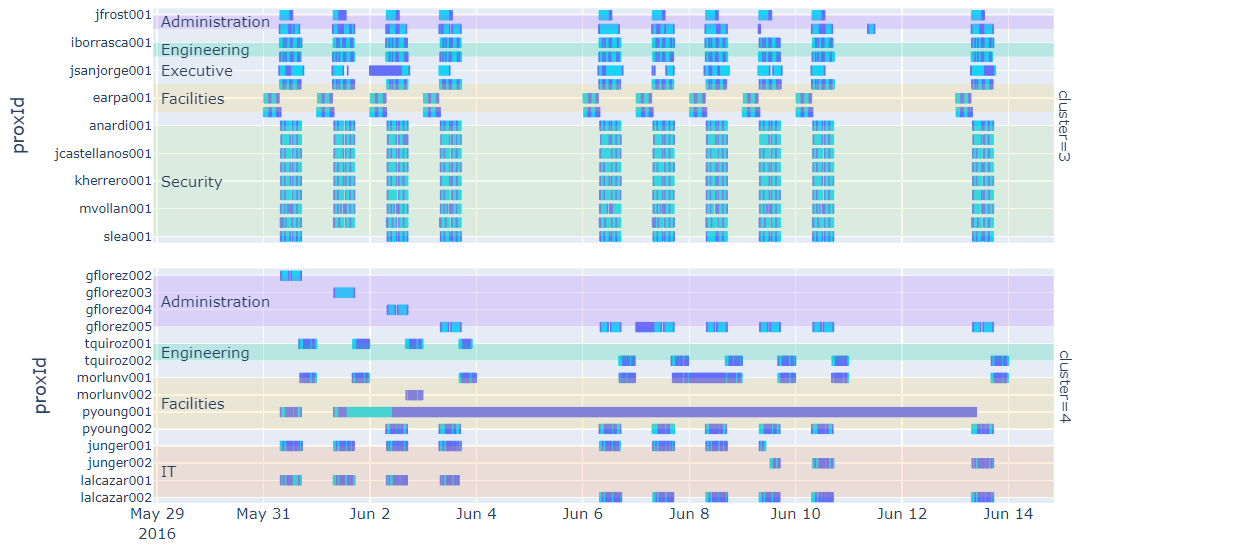 jfrost001
Administration
iborrasca001
Engineering
jsanjorge001
Executive
earpa001
Facilities
anardi001
jcastellanos001
kherrero001
Security
mvollan001
slea001
proxId
cluster=3
gflorez002
gflorez003
Administration
gflorez004
gflorez005
tquiroz001
Engineering
tquiroz002
morlunv001
morlunv002
Facilities
pyoung001
pyoung002
junger001
junger002
IT
lalcazar001
lalcazar002
proxId
cluster=4
May 29 May 31 Jun 2 Jun 4 Jun 6 Jun 8 Jun 10 Jun 12 Jun 14
2016